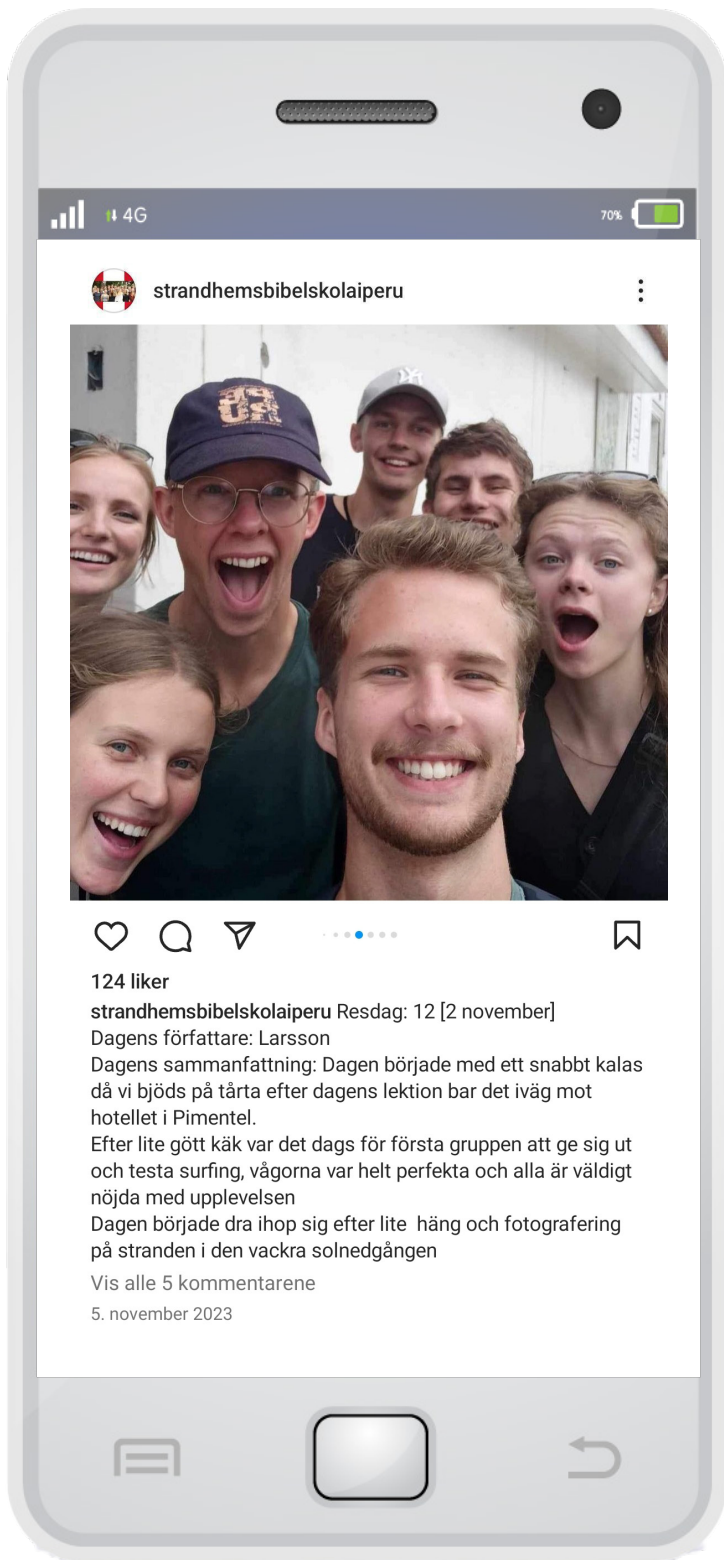 4G
70%
strandhemsbibelskolaiperu
NY
124 liker
strandhemsbibelskolaiperu Resdag: 12 [2 november]
Dagens författare: Larsson
Dagens sammanfattning: Dagen började med ett snabbt kalas
då vi bjöds på tårta efter dagens lektion bar det iväg mot
hotellet i Pimentel.
Efter lite gött käk var det dags för första gruppen att ge sig ut
och testa surfing, vågorna var helt perfekta och alla är väldigt
nöjda med upplevelsen
Dagen började dra ihop sig efter lite  häng och fotografering
på stranden i den vackra solnedgången
Vis alle 5 kommentarene
5. november 2023